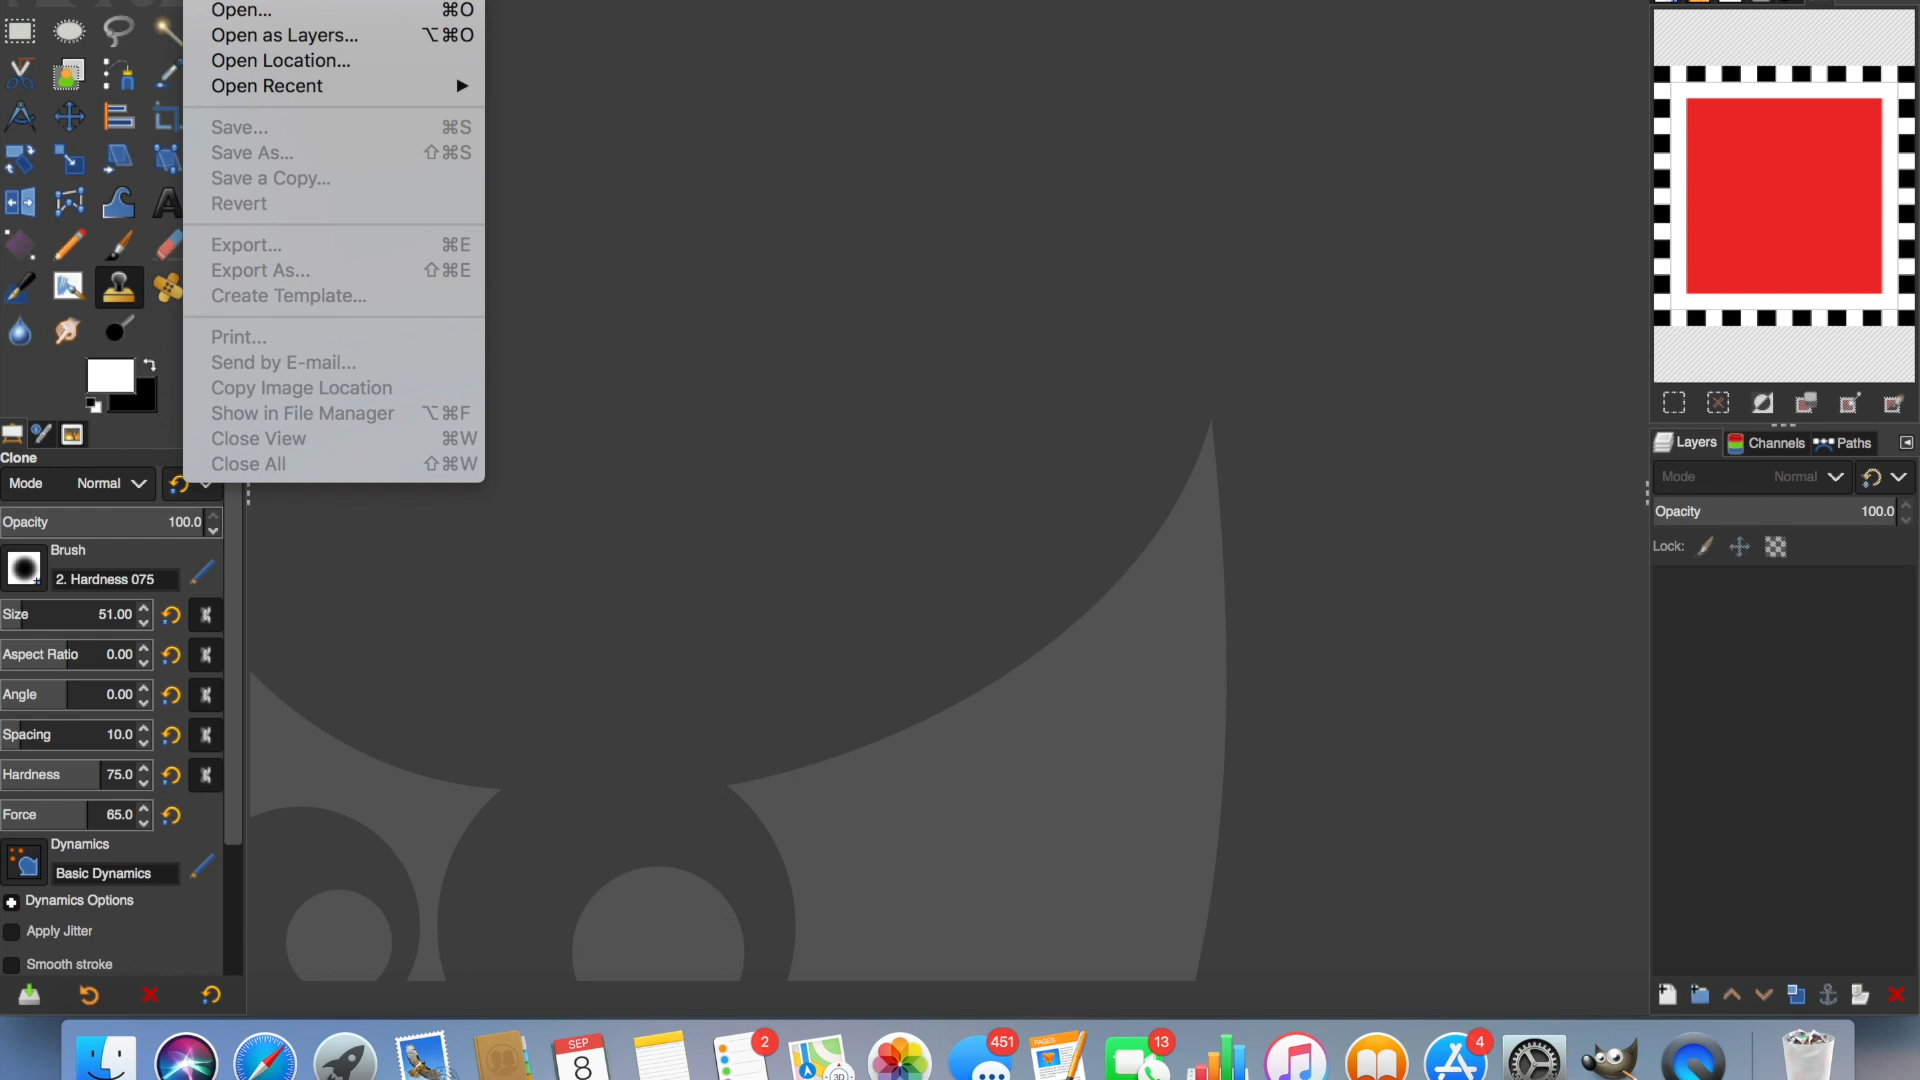 Open... ⌘O
Open as Layers... ⌥⌘O
Open Location...
Open Recent ▶
Save... ⌘S
Save As... ⇧⌘S
Save a Copy...
Revert
Export... ⌘E
Export As... ⇧⌘E
Create Template...
Print...
Send by E-mail...
Copy Image Location
Show in File Manager ⌥⌘F
Close View ⌘W
Close All ⇧⌘W
Clone
Mode Normal
Opacity 100.0
Brush
2. Hardness 075
Size 51.00
Aspect Ratio 0.00
Angle 0.00
Spacing 10.0
Hardness 75.0
Force 65.0
Dynamics
Basic Dynamics
Dynamics Options
Apply Jitter
Smooth stroke
Layers Channels Paths
Mode Normal
Opacity 100.0
Lock:
SEP
8
2
3D
451
PAGES
13
4